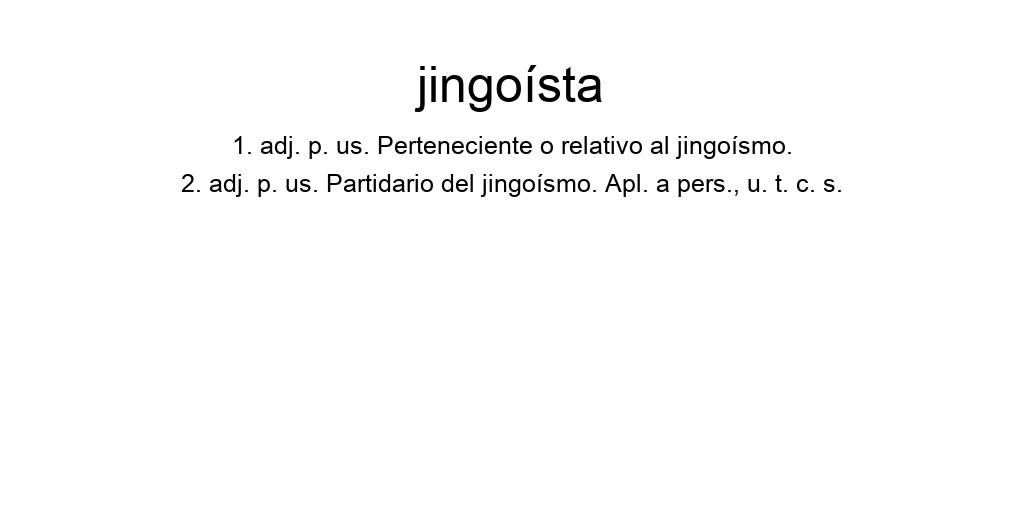 jingoísta
1. adj. p. us. Perteneciente o relativo al jingoísmo.
2. adj. p. us. Partidario del jingoísmo. Apl. a pers., u. t. c. s.